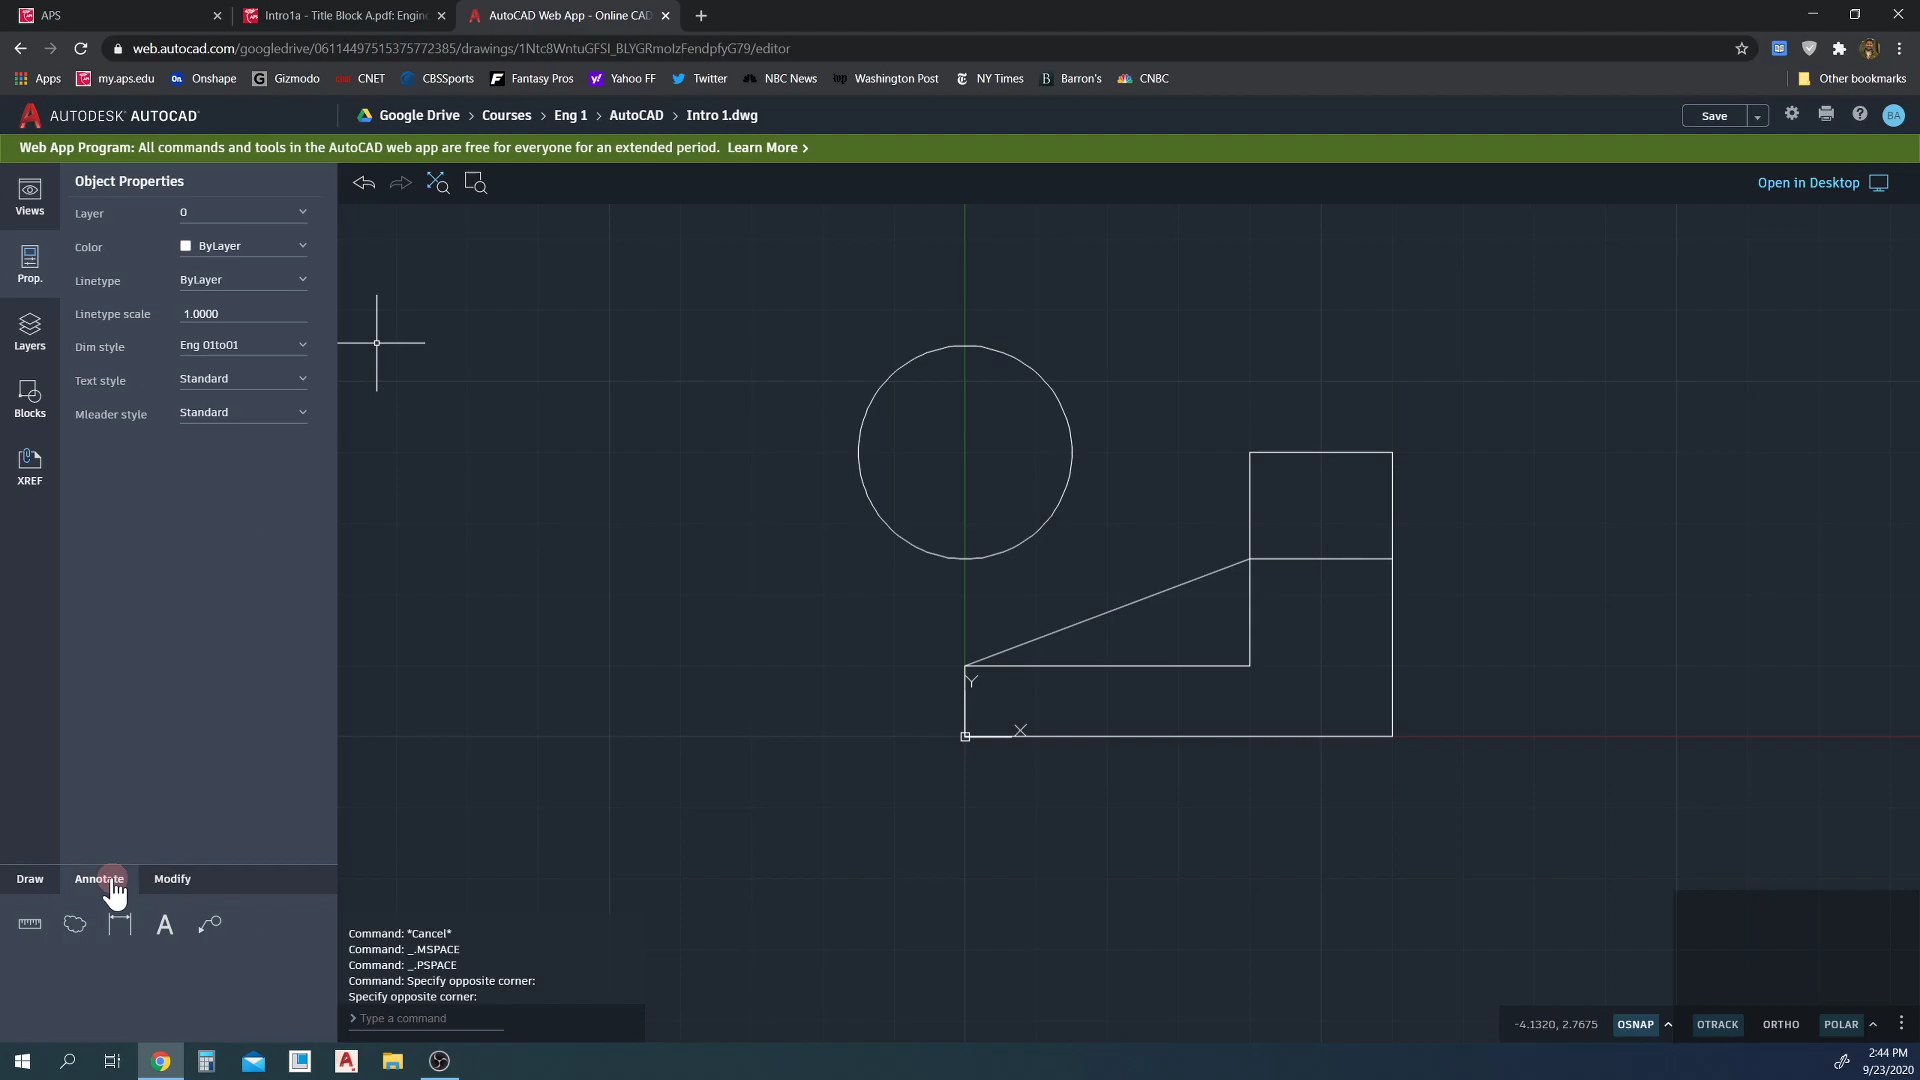 APS
Intro1a - Title Block A.pdf: Engine
AutoCAD Web App - Online CAD
web.autocad.com/googledrive/06114497515375772385/drawings/1Ntc8WntuGFSI_BLYGRmoIzFendpfyG79/editor
Apps
my.aps.edu
Onshape
Gizmodo
CNET
CBSSports
Fantasy Pros
Yahoo FF
Twitter
NBC News
Washington Post
NY Times
Barron's
CNBC
Other bookmarks
AUTODESK® AUTOCAD®
Google Drive > Courses > Eng 1 > AutoCAD > Intro 1.dwg
Save
BA
Web App Program: All commands and tools in the AutoCAD web app are free for everyone for an extended period. Learn More >
Views
Prop.
Layers
Blocks
XREF
Object Properties
Layer 0
Color ByLayer
Linetype ByLayer
Linetype scale 1.0000
Dim style Eng 01to01
Text style Standard
Mleader style Standard
Open in Desktop
Y
X
Draw Annotate Modify
A
Command: *Cancel*
Command: _.MSPACE
Command: _.PSPACE
Command: Specify opposite corner:
Specify opposite corner:
> Type a command
-4.1320, 2.7675 OSNAP OTRACK ORTHO POLAR
2:44 PM
9/23/2020